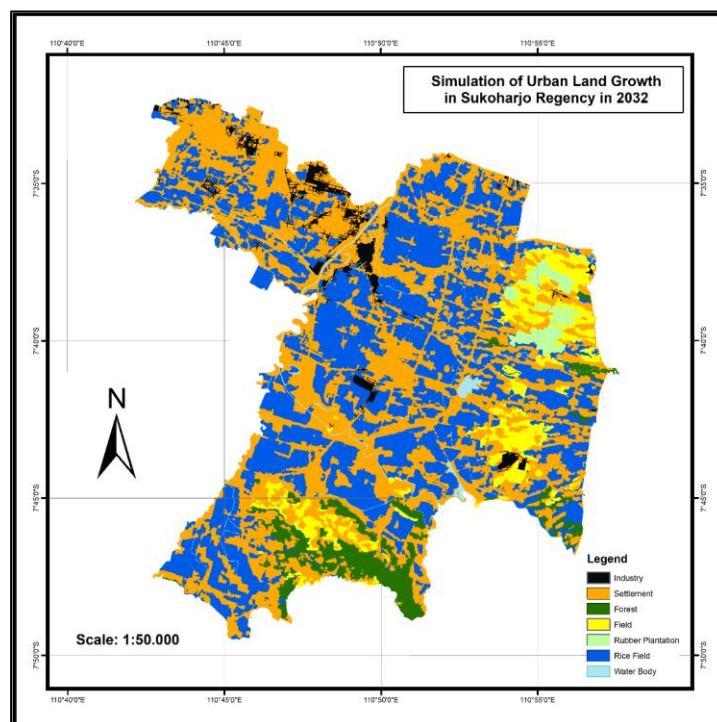 110°40'0"E 110°45'0"E 110°50'0"E 110°55'0"E
Simulation of Urban Land Growth
in Sukoharjo Regency in 2032
7°35'0"S 7°35'0"S
7°40'0"S 7°40'0"S
N
7°45'0"S 7°45'0"S
Legend
Industry
Settlement
Forest
Field
Rubber Plantation
Rice Field
Water Body
Scale: 1:50.000
7°50'0"S 7°50'0"S
110°40'0"E 110°45'0"E 110°50'0"E 110°55'0"E